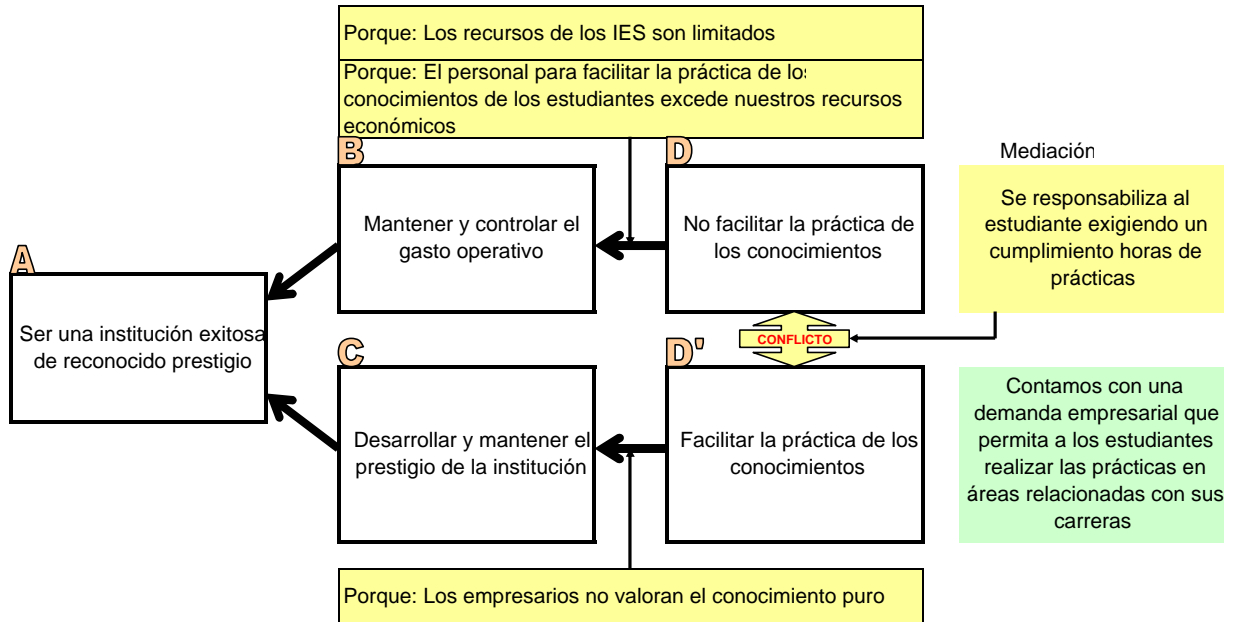 Porque: Los recursos de los IES son limitados
Porque: El personal para facilitar la práctica de los
conocimientos de los estudiantes excede nuestros recursos
económicos
B
Mantener y controlar el
gasto operativo
D
No facilitar la práctica de
los conocimientos
Mediación
Se responsabiliza al
estudiante exigiendo un
cumplimiento horas de
prácticas
A
Ser una institución exitosa
de reconocido prestigio
CONFLICTO
C
Desarrollar y mantener el
prestigio de la institución
D'
Facilitar la práctica de los
conocimientos
Contamos con una
demanda empresarial que
permita a los estudiantes
realizar las prácticas en
áreas relacionadas con sus
carreras
Porque: Los empresarios no valoran el conocimiento puro